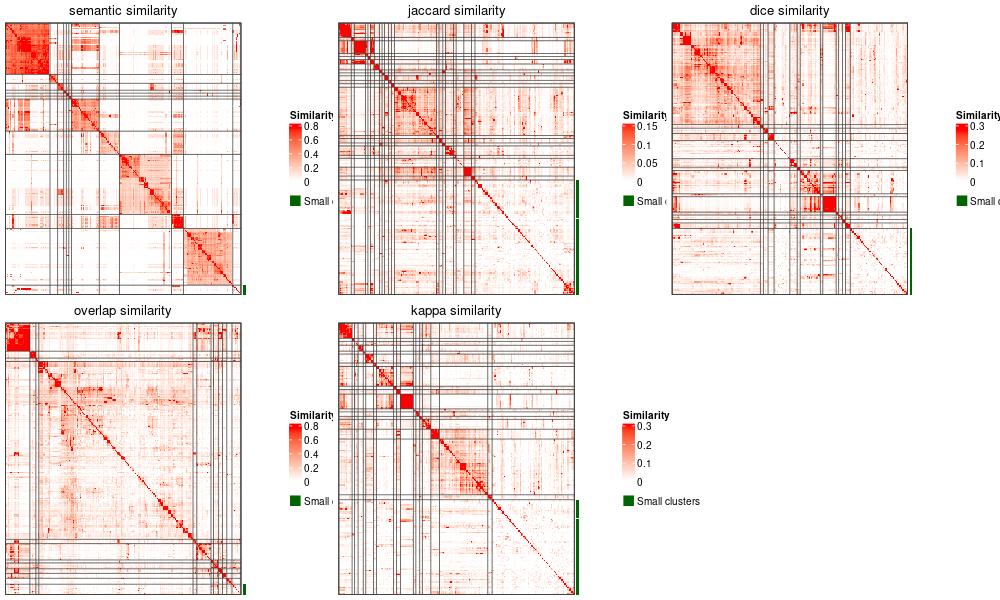 semantic similarity
jaccard similarity
dice similarity
Similarity
0.8
0.6
0.4
0.2
0
Small c
Similarity
0.15
0.1
0.05
0
Small c
Similarity
0.3
0.2
0.1
0
Small c
overlap similarity
kappa similarity
Similarity
0.8
0.6
0.4
0.2
0
Small c
Similarity
0.3
0.2
0.1
0
Small clusters